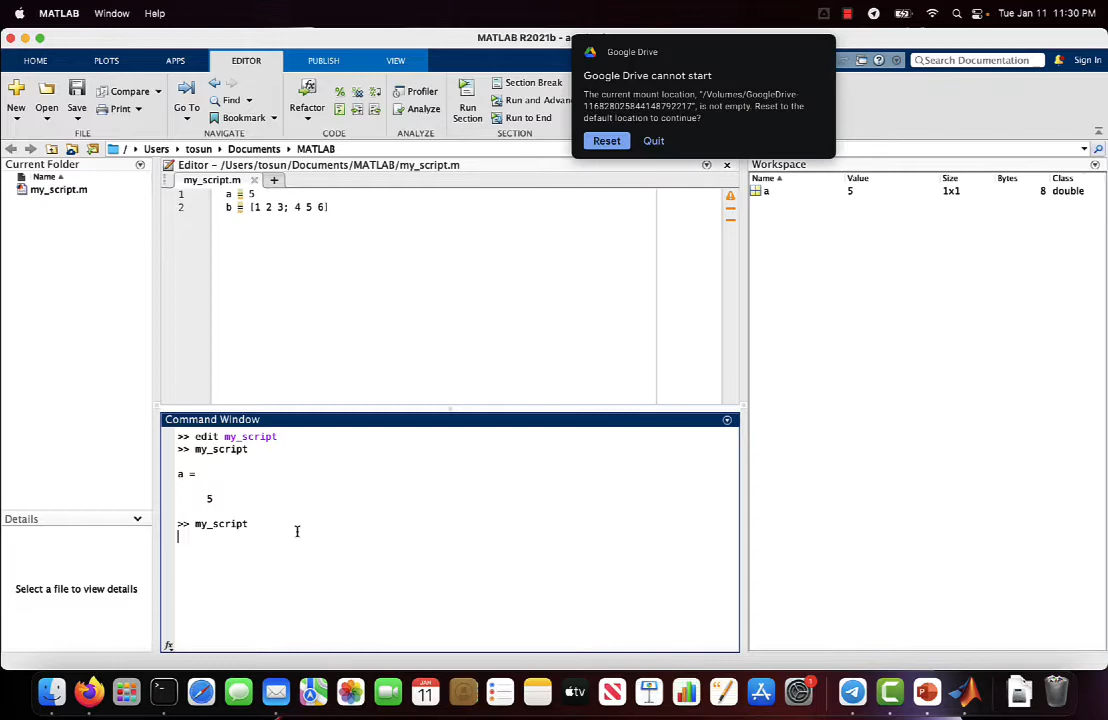 MATLAB Window Help
Tue Jan 11 11:30 PM
MATLAB R2021b - a
HOME PLOTS APPS EDITOR PUBLISH VIEW
Search Documentation
Sign In
New Open Save
Compare
Print
FILE
Go To
Find
Bookmark
NAVIGATE
Refactor
CODE
Profiler
Analyze
ANALYZE
Run Section
Section Break
Run and Advanc
Run to End
SECTION
Google Drive
Google Drive cannot start
The current mount location, "/Volumes/GoogleDrive-
116828025844148792217", is not empty. Reset to the
default location to continue?
Reset Quit
/ Users tosun Documents MATLAB
Current Folder
Name
my_script.m
Details
Select a file to view details
Editor - /Users/tosun/Documents/MATLAB/my_script.m
my_script.m
1 a = 5
2 b = [1 2 3; 4 5 6]
Command Window
>> edit my_script
>> my_script
a =
5
>> my_script
fx
Workspace
Name Value Size Bytes Class
a 5 1x1 8 double
JAN
11
tv
1